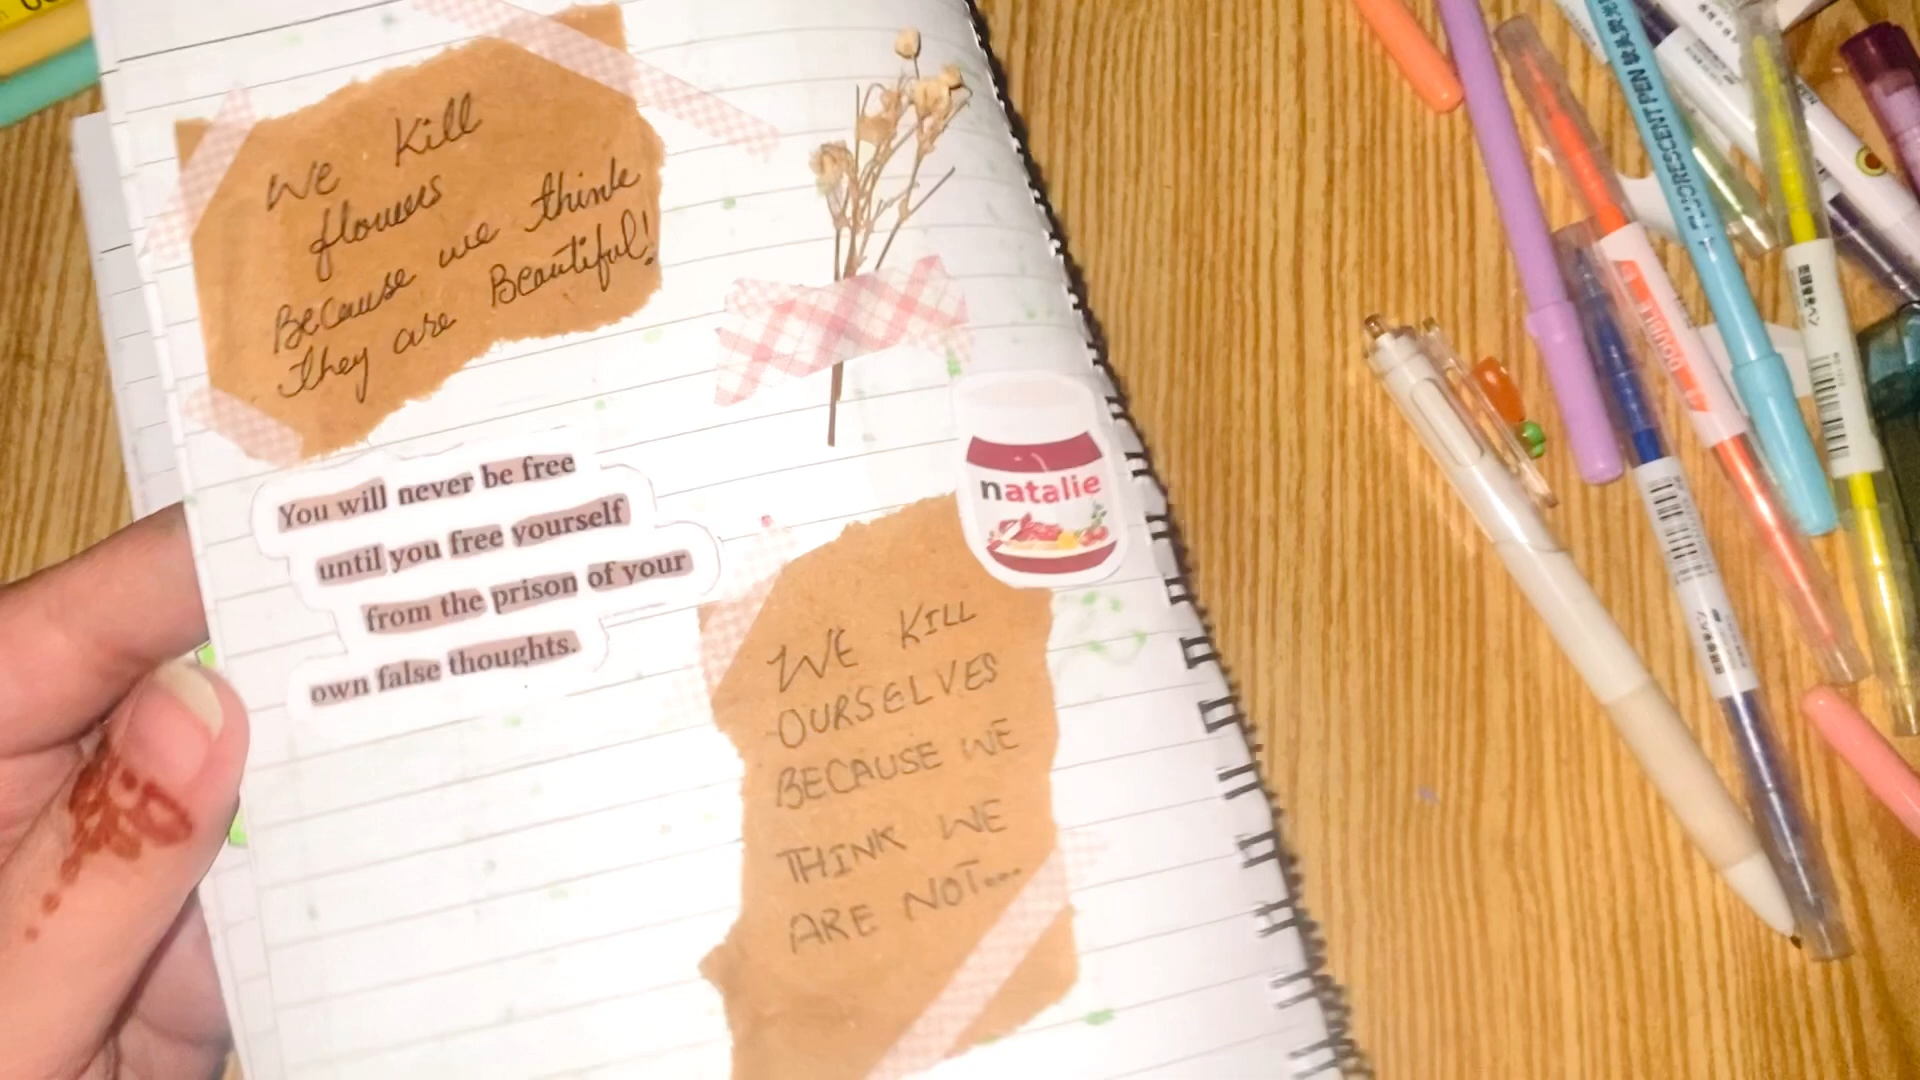 We Kill
flowers
Because we think
They are Beautiful!
You will never be free
until you free yourself
from the prison of your
own false thoughts.
natalie
WE KILL
OURSELVES
BECAUSE WE
THINK WE
ARE NOT...
FLUORESCENT PEN
DOUBLE